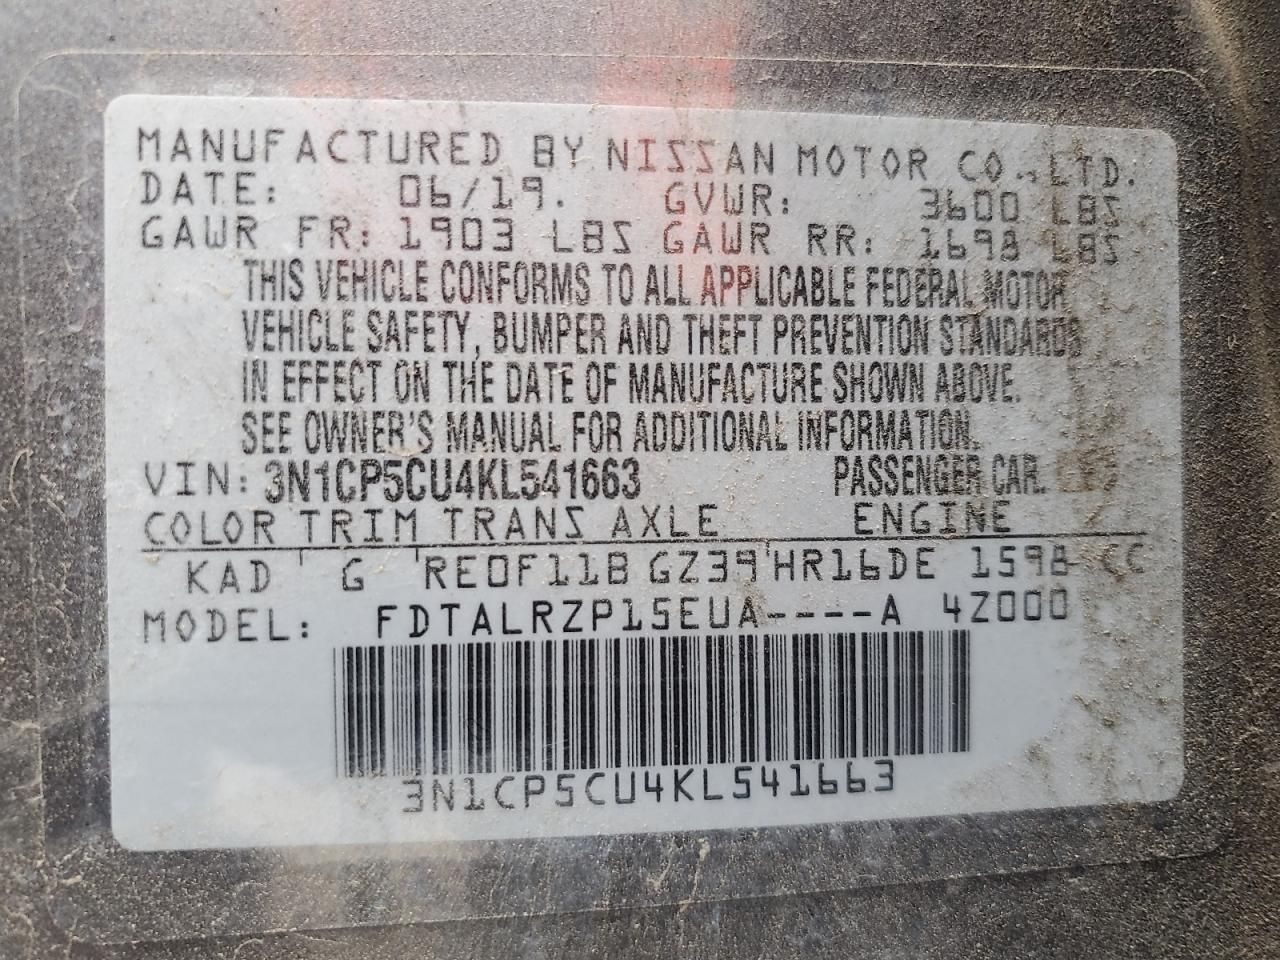 MANUFACTURED BY NISSAN MOTOR CO., LTD.
DATE: 06/19. GVWR: 3600 LBS
GAWR FR: 1903 LBS GAWR RR: 1698 LBS
THIS VEHICLE CONFORMS TO ALL APPLICABLE FEDERAL MOTOR
VEHICLE SAFETY, BUMPER AND THEFT PREVENTION STANDARDS
IN EFFECT ON THE DATE OF MANUFACTURE SHOWN ABOVE.
SEE OWNER'S MANUAL FOR ADDITIONAL INFORMATION.
VIN: 3N1CP5CU4KL541663 PASSENGER CAR.
COLOR TRIM TRANS AXLE ENGINE
KAD G RE0F11B GZ39 HR16DE 1598 CC
MODEL: FDTALRZP15EUA----A 4Z000
3N1CP5CU4KL541663